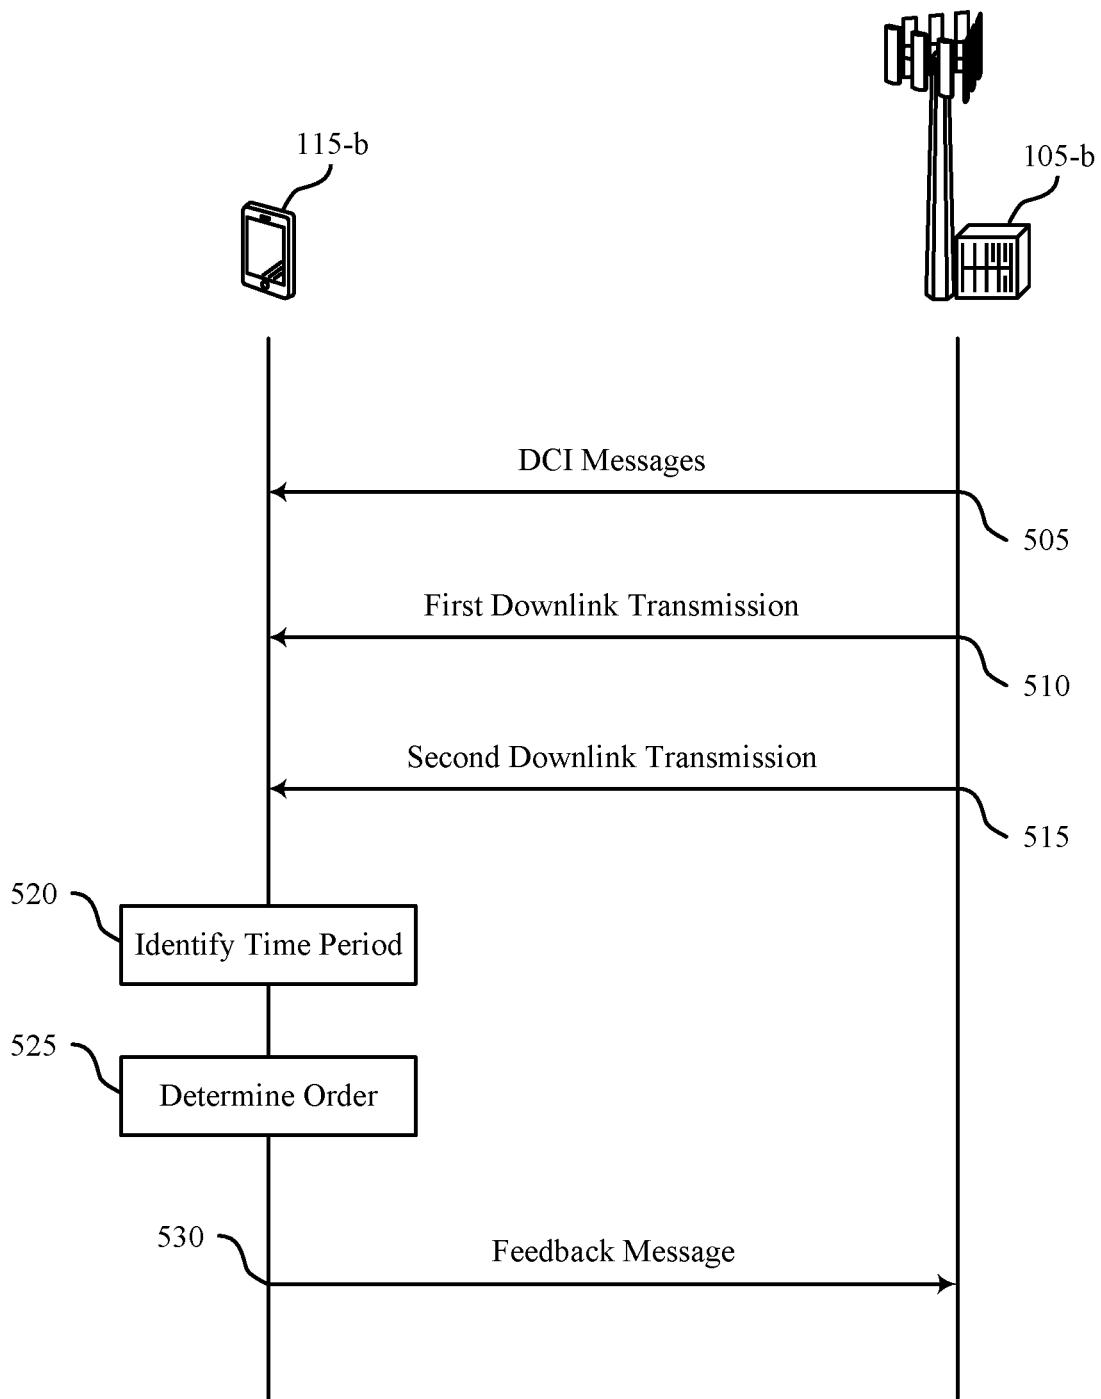 115-b
105-b
DCI Messages
505
First Downlink Transmission
510
Second Downlink Transmission
515
520
Identify Time Period
525
Determine Order
530
Feedback Message